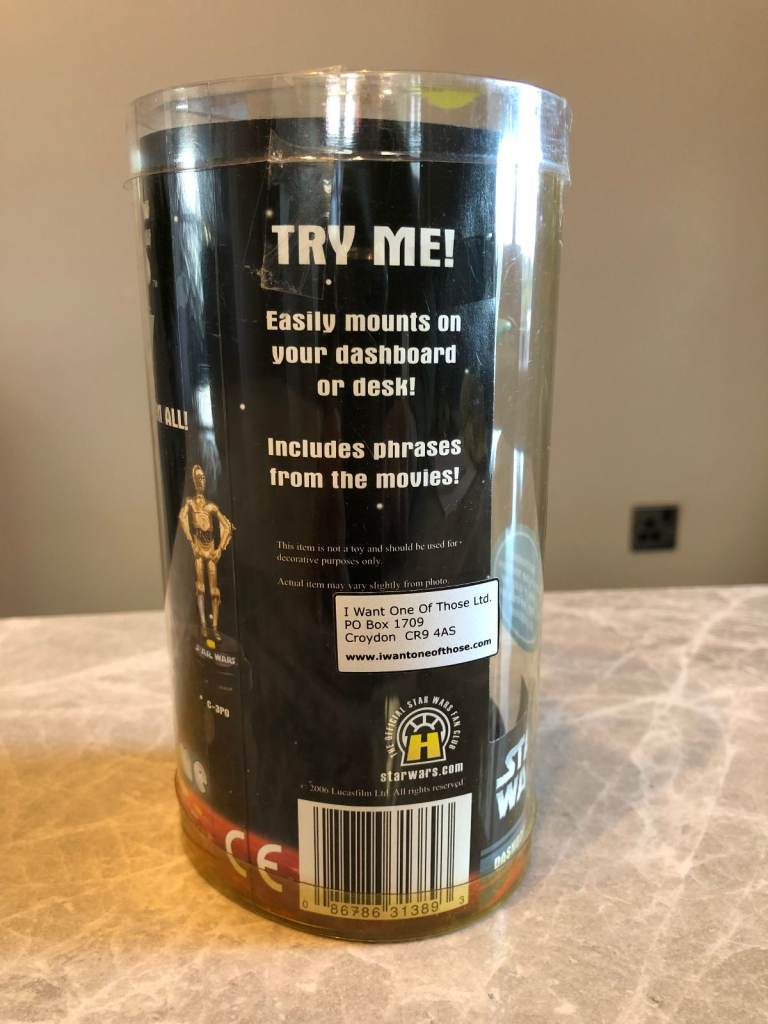 TRY ME!
Easily mounts on
your dashboard
or desk!
Includes phrases
from the movies!
This item is not a toy and should be used for
decorative purposes only.
Actual item may vary slightly from photo.
I Want One Of Those Ltd.
PO Box 1709
Croydon CR9 4AS
www.iwantoneofthose.com
THE OFFICIAL STAR WARS FAN CLUB
H
starwars.com
© 2006 Lucasfilm Ltd. All rights reserved.
0 86786 31389 3
CE
ALL!
STAR WARS
C-3PO